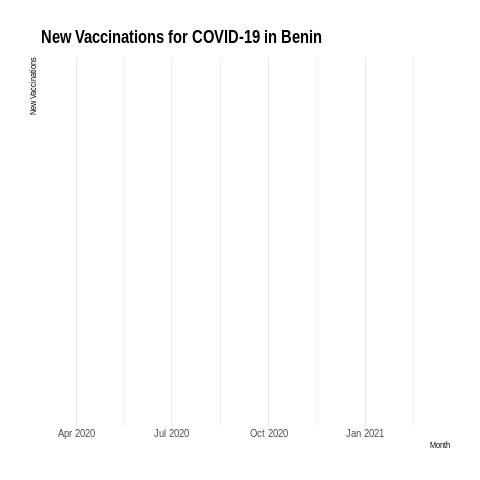 New Vaccinations for COVID-19 in Benin
New Vaccinations
Apr 2020
Jul 2020
Oct 2020
Jan 2021
Month